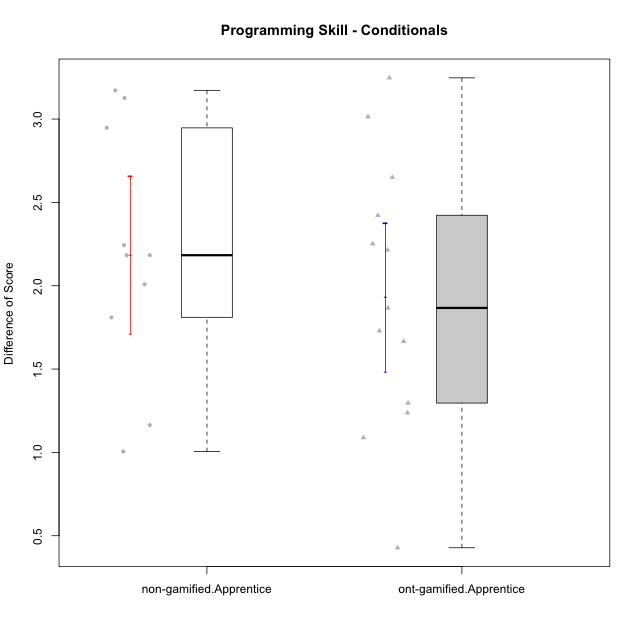 Programming Skill - Conditionals
Difference of Score
3.0
2.5
2.0
1.5
1.0
0.5
non-gamified.Apprentice
ont-gamified.Apprentice